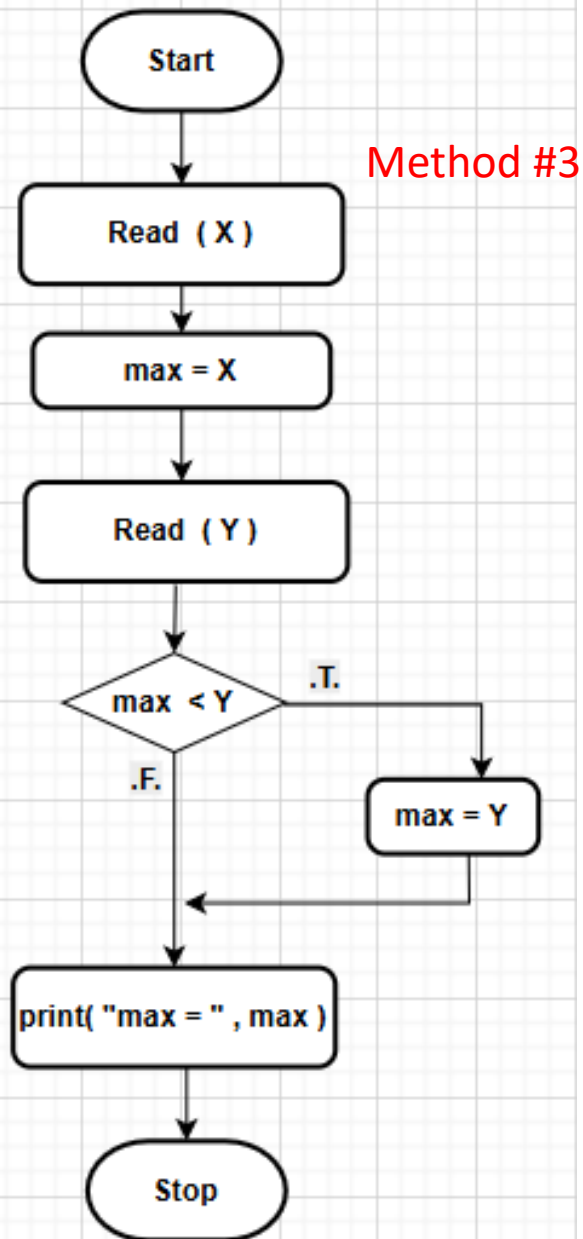 Start
Method #3
Read ( X )
max = X
Read ( Y )
max < Y
.T.
.F.
max = Y
print( "max = " , max )
Stop